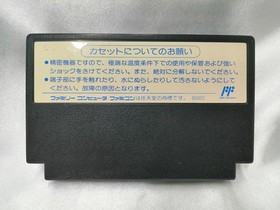 カセットについてのお願い
●精密機器ですので、極端な温度条件下での使用や保管および強い
ショックをさけてください。また、絶対に分解しないでください。
●端子部に手を触れたり、水にぬらしたりして汚さないようにして
ください。故障の原因となります。
ファミリー コンピュータ ファミコンは任天堂の商標です。